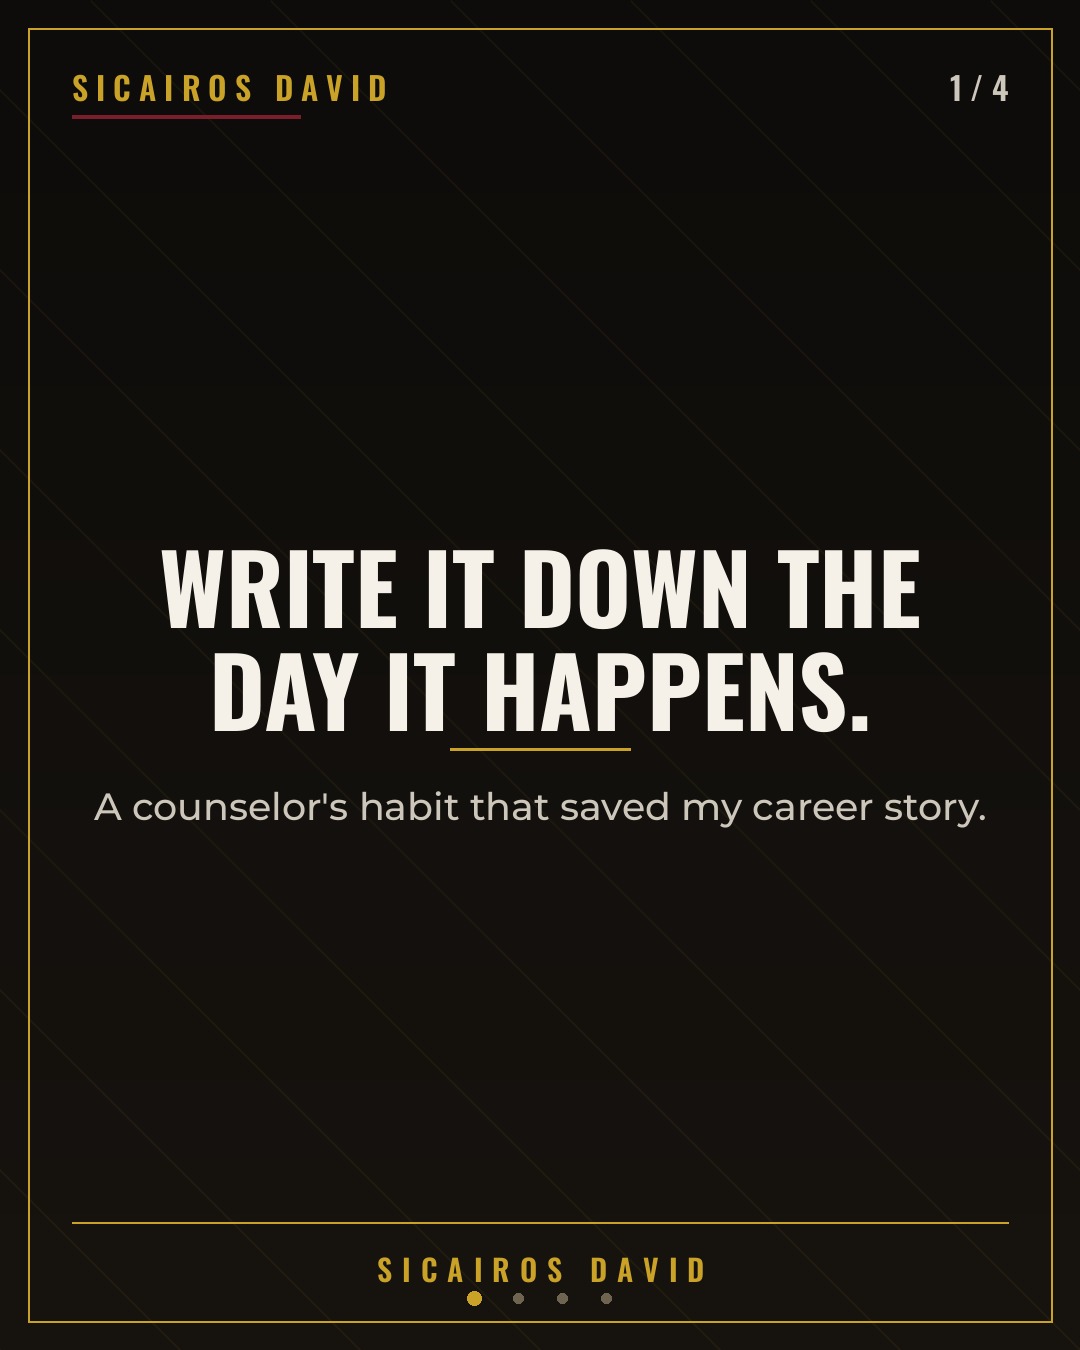 SICAIROS DAVID
1 / 4
WRITE IT DOWN THE
DAY IT HAPPENS.
A counselor's habit that saved my career story.
SICAIROS DAVID